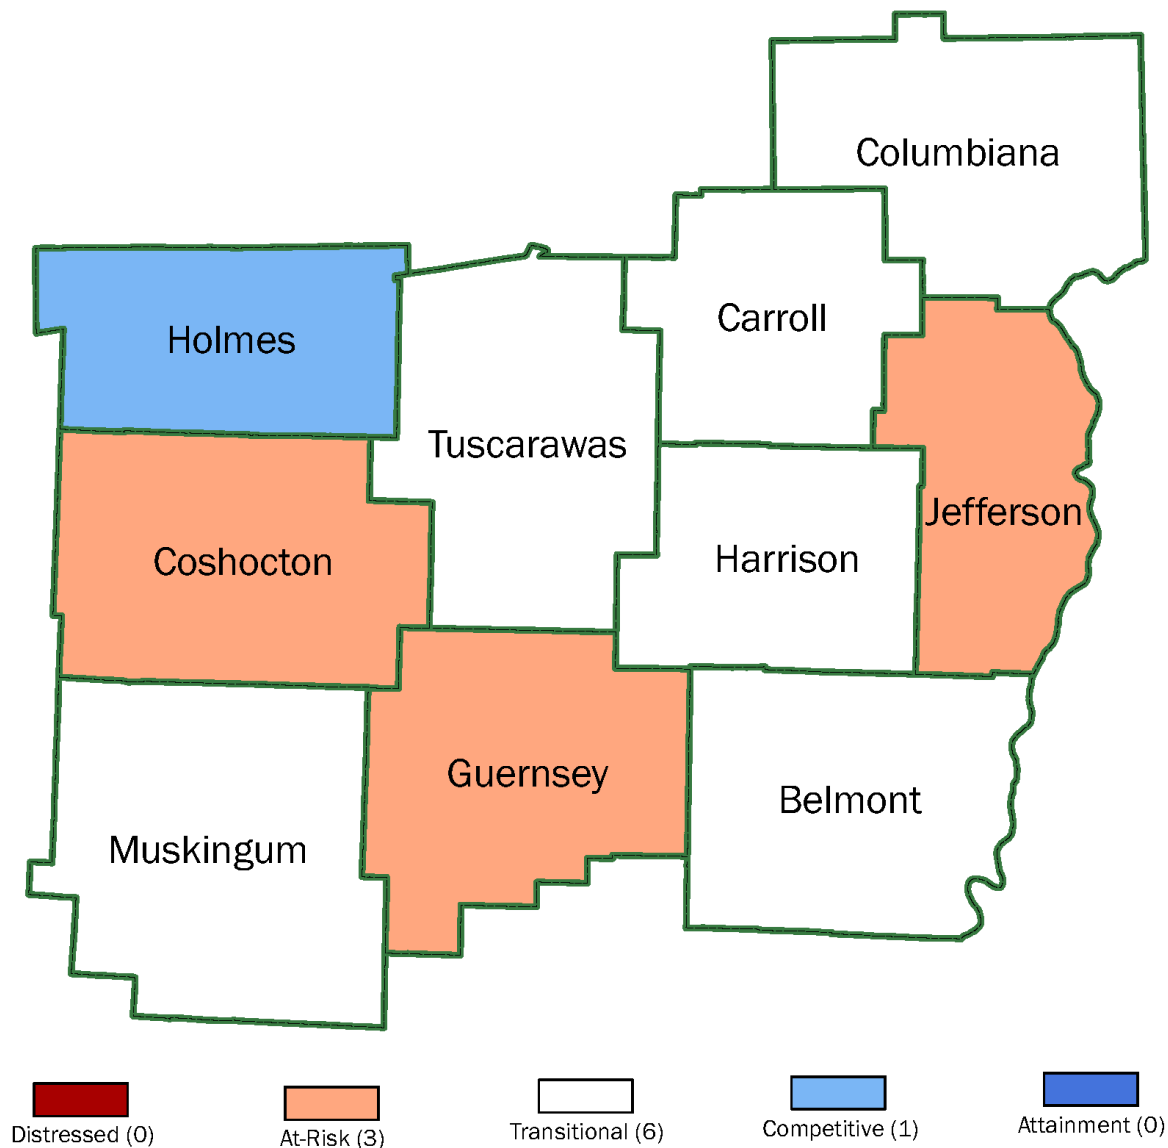 Columbiana
Carroll
Holmes
Tuscarawas
Jefferson
Harrison
Coshocton
Guernsey
Belmont
Muskingum
Distressed (0)
At-Risk (3)
Transitional (6)
Competitive (1)
Attainment (0)